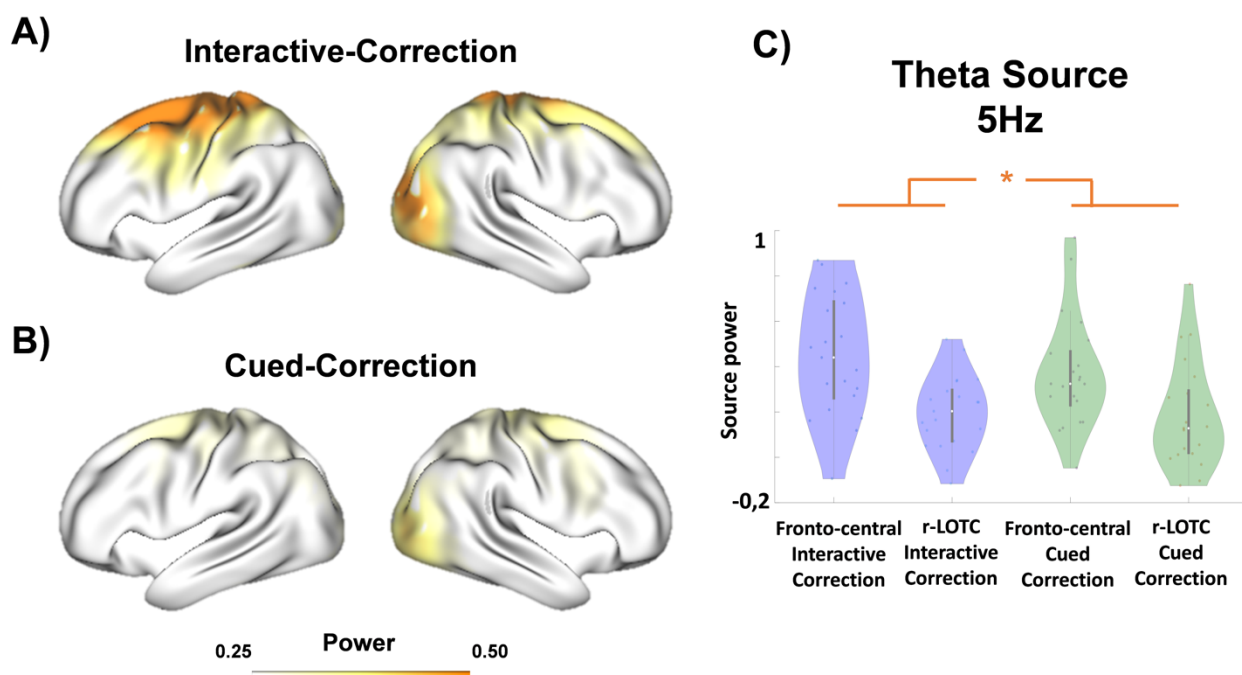 A)
Interactive-Correction
B)
Cued-Correction
0.25
Power
0.50
C)
Theta Source
5Hz
*
1
Source power
-0,2
Fronto-central
Interactive
Correction
r-LOTC
Interactive
Correction
Fronto-central
Cued
Correction
r-LOTC
Cued
Correction